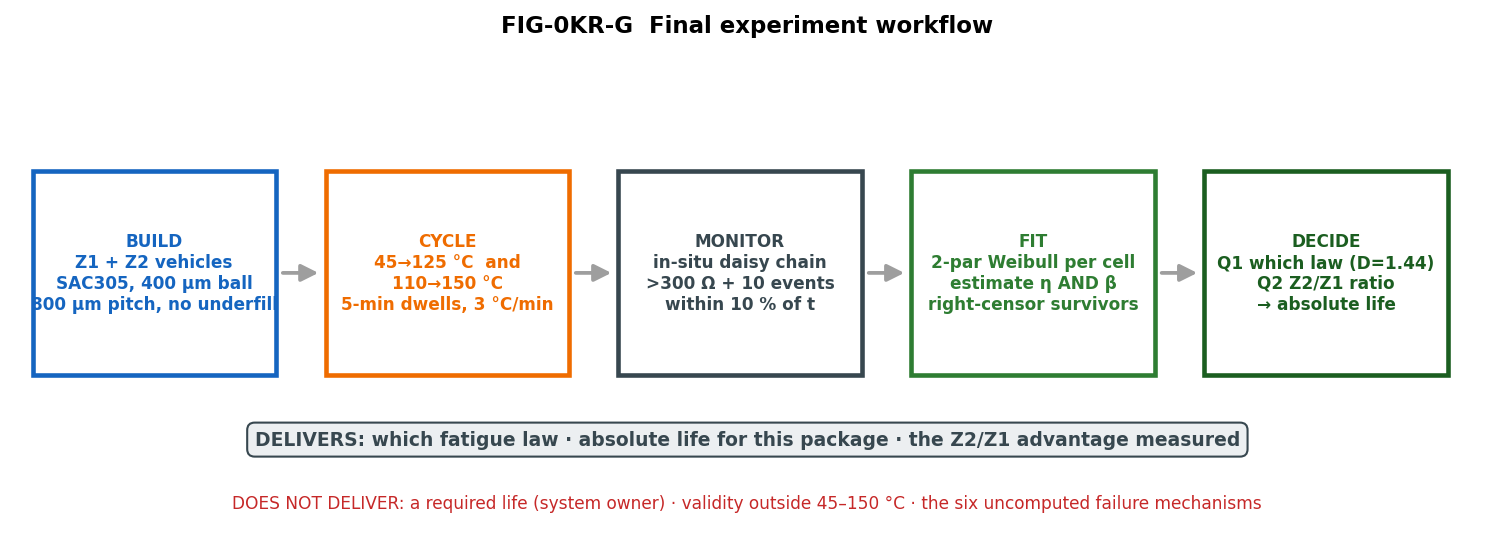 FIG-0KR-G  Final experiment workflow
BUILD
Z1 + Z2 vehicles
SAC305, 400 µm ball
800 µm pitch, no underfill
CYCLE
45→125 °C  and
110→150 °C
5-min dwells, 3 °C/min
MONITOR
in-situ daisy chain
>300 Ω + 10 events
within 10 % of t
FIT
2-par Weibull per cell
estimate η AND β
right-censor survivors
DECIDE
Q1 which law (D=1.44)
Q2 Z2/Z1 ratio
→ absolute life
DELIVERS: which fatigue law · absolute life for this package · the Z2/Z1 advantage measured
DOES NOT DELIVER: a required life (system owner) · validity outside 45–150 °C · the six uncomputed failure mechanisms